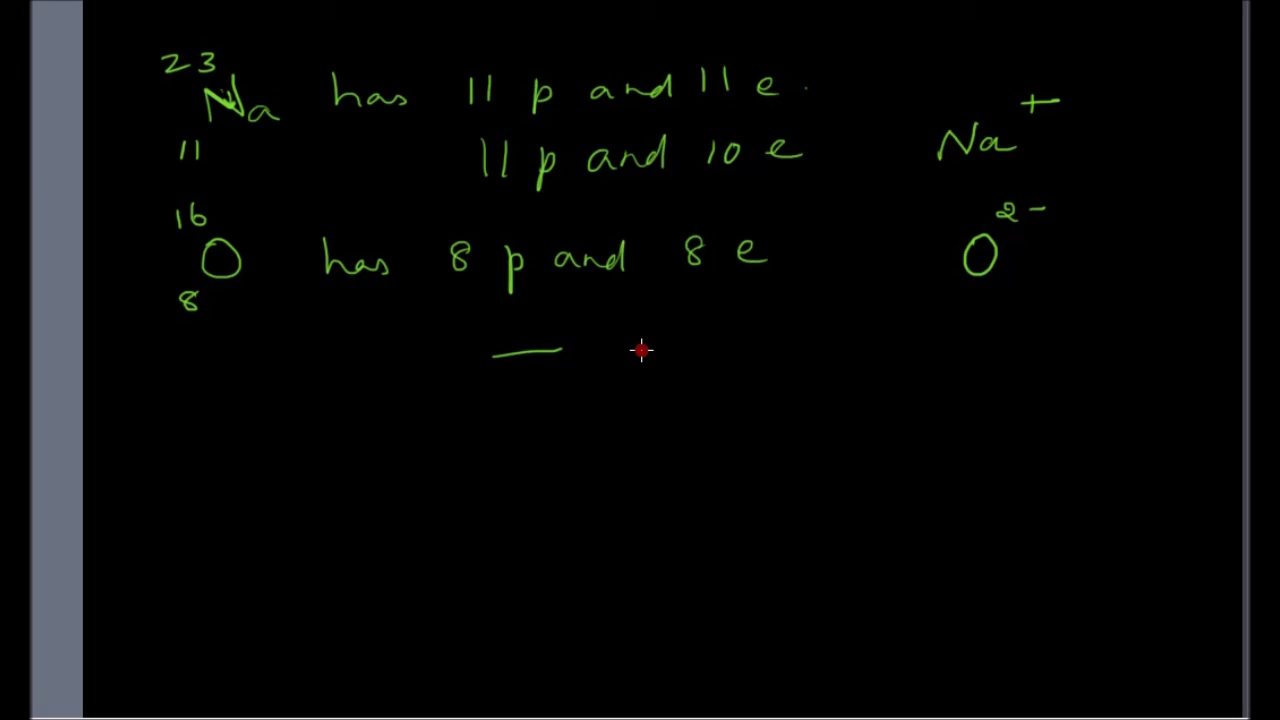 23
Na has 11 p and 11 e. Na+
11 11 p and 10 e
16
O has 8 p and 8 e O2-
8